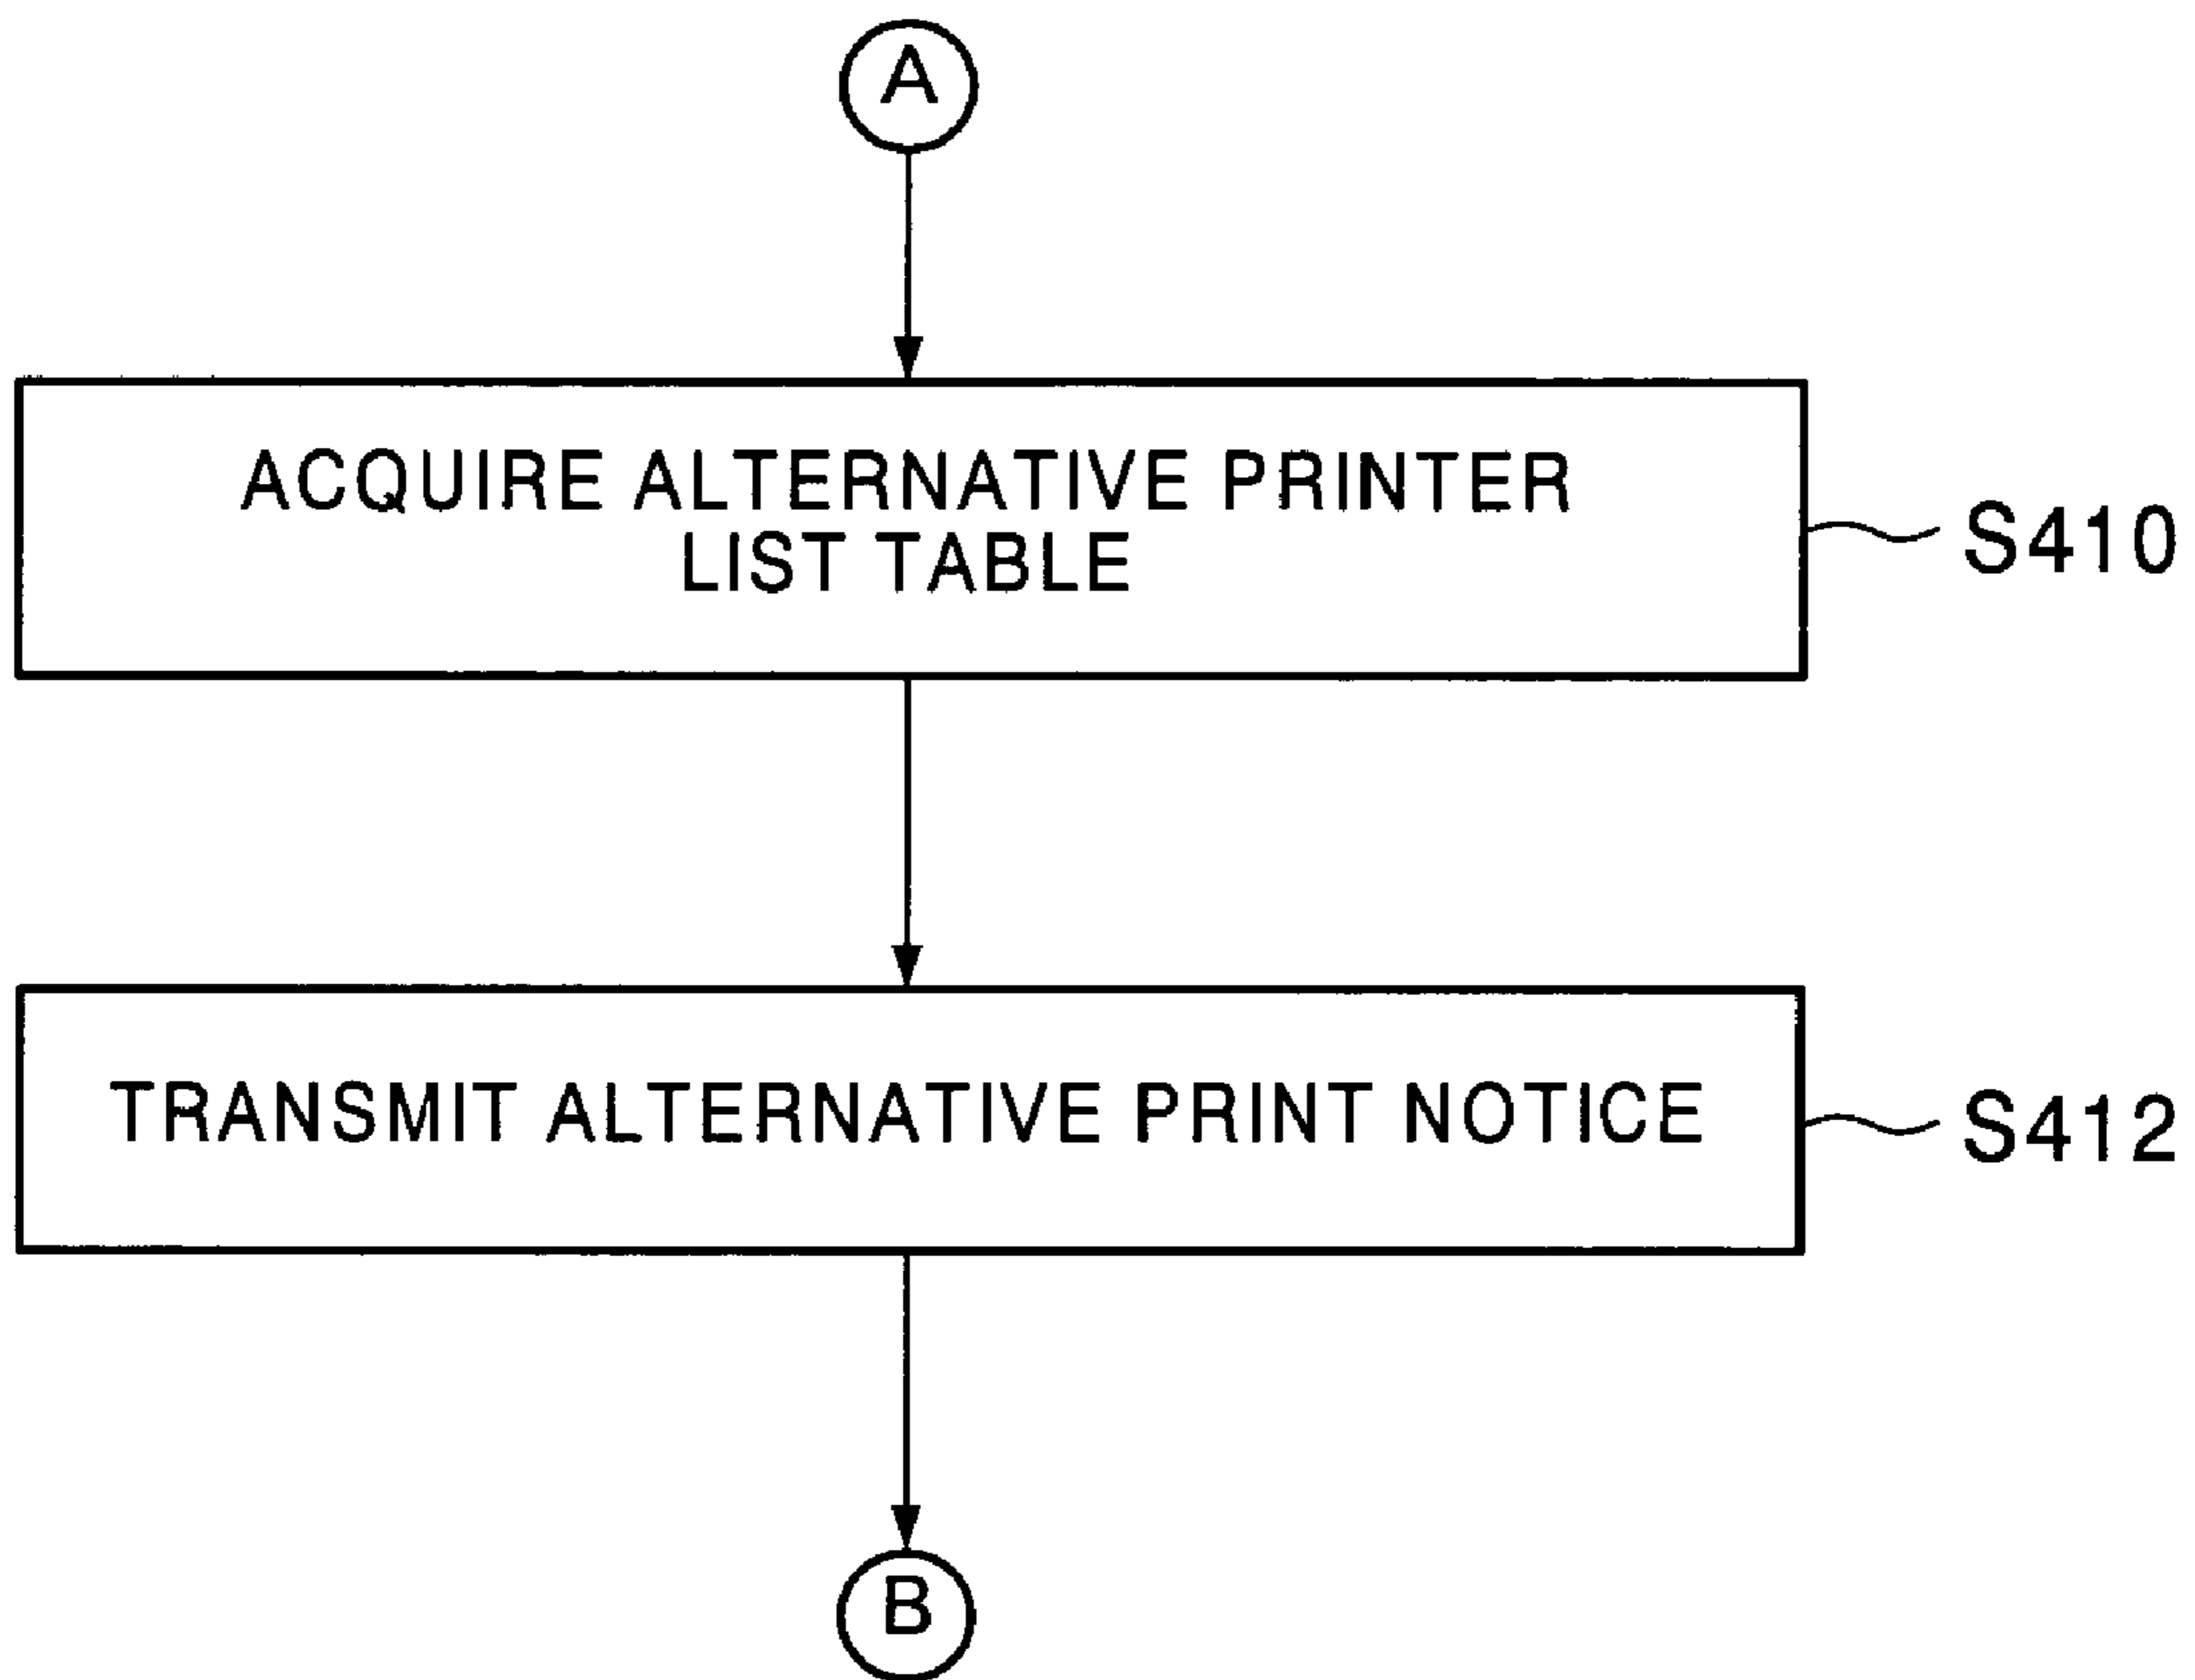 A
ACQUIRE ALTERNATIVE PRINTER
LIST TABLE
S410
TRANSMIT ALTERNATIVE PRINT NOTICE
S412
B